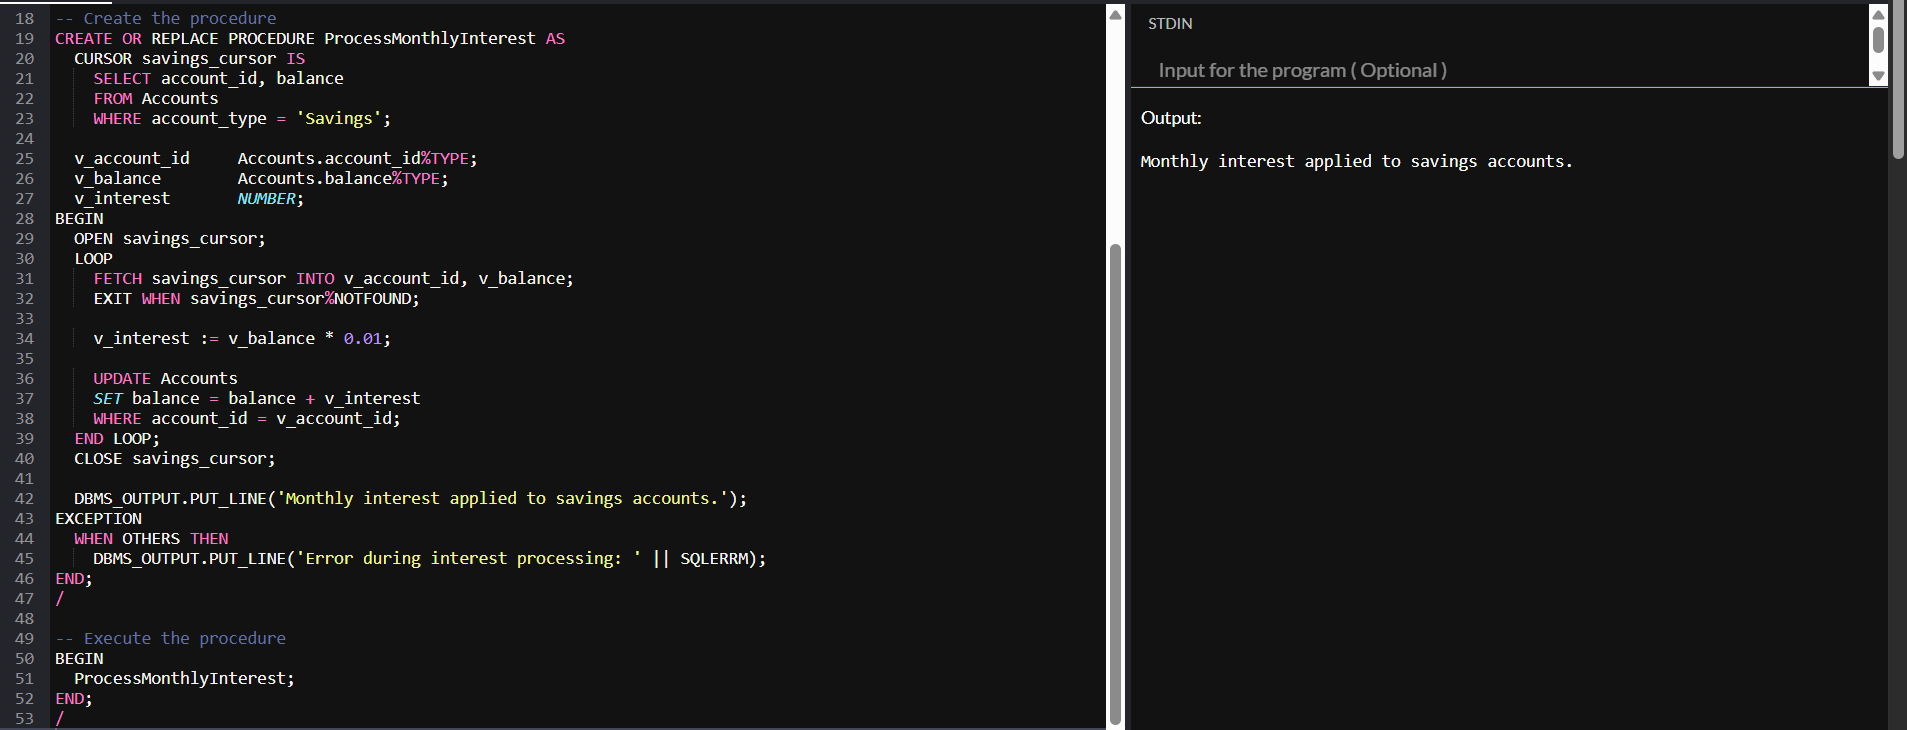 18 -- Create the procedure
19 CREATE OR REPLACE PROCEDURE ProcessMonthlyInterest AS
20   CURSOR savings_cursor IS
21     SELECT account_id, balance
22     FROM Accounts
23     WHERE account_type = 'Savings';
24
25   v_account_id     Accounts.account_id%TYPE;
26   v_balance        Accounts.balance%TYPE;
27   v_interest       NUMBER;
28 BEGIN
29   OPEN savings_cursor;
30   LOOP
31     FETCH savings_cursor INTO v_account_id, v_balance;
32     EXIT WHEN savings_cursor%NOTFOUND;
33
34     v_interest := v_balance * 0.01;
35
36     UPDATE Accounts
37     SET balance = balance + v_interest
38     WHERE account_id = v_account_id;
39   END LOOP;
40   CLOSE savings_cursor;
41
42   DBMS_OUTPUT.PUT_LINE('Monthly interest applied to savings accounts.');
43 EXCEPTION
44   WHEN OTHERS THEN
45     DBMS_OUTPUT.PUT_LINE('Error during interest processing: ' || SQLERRM);
46 END;
47 /
48
49 -- Execute the procedure
50 BEGIN
51   ProcessMonthlyInterest;
52 END;
53 /
STDIN
Input for the program ( Optional )
Output:
Monthly interest applied to savings accounts.